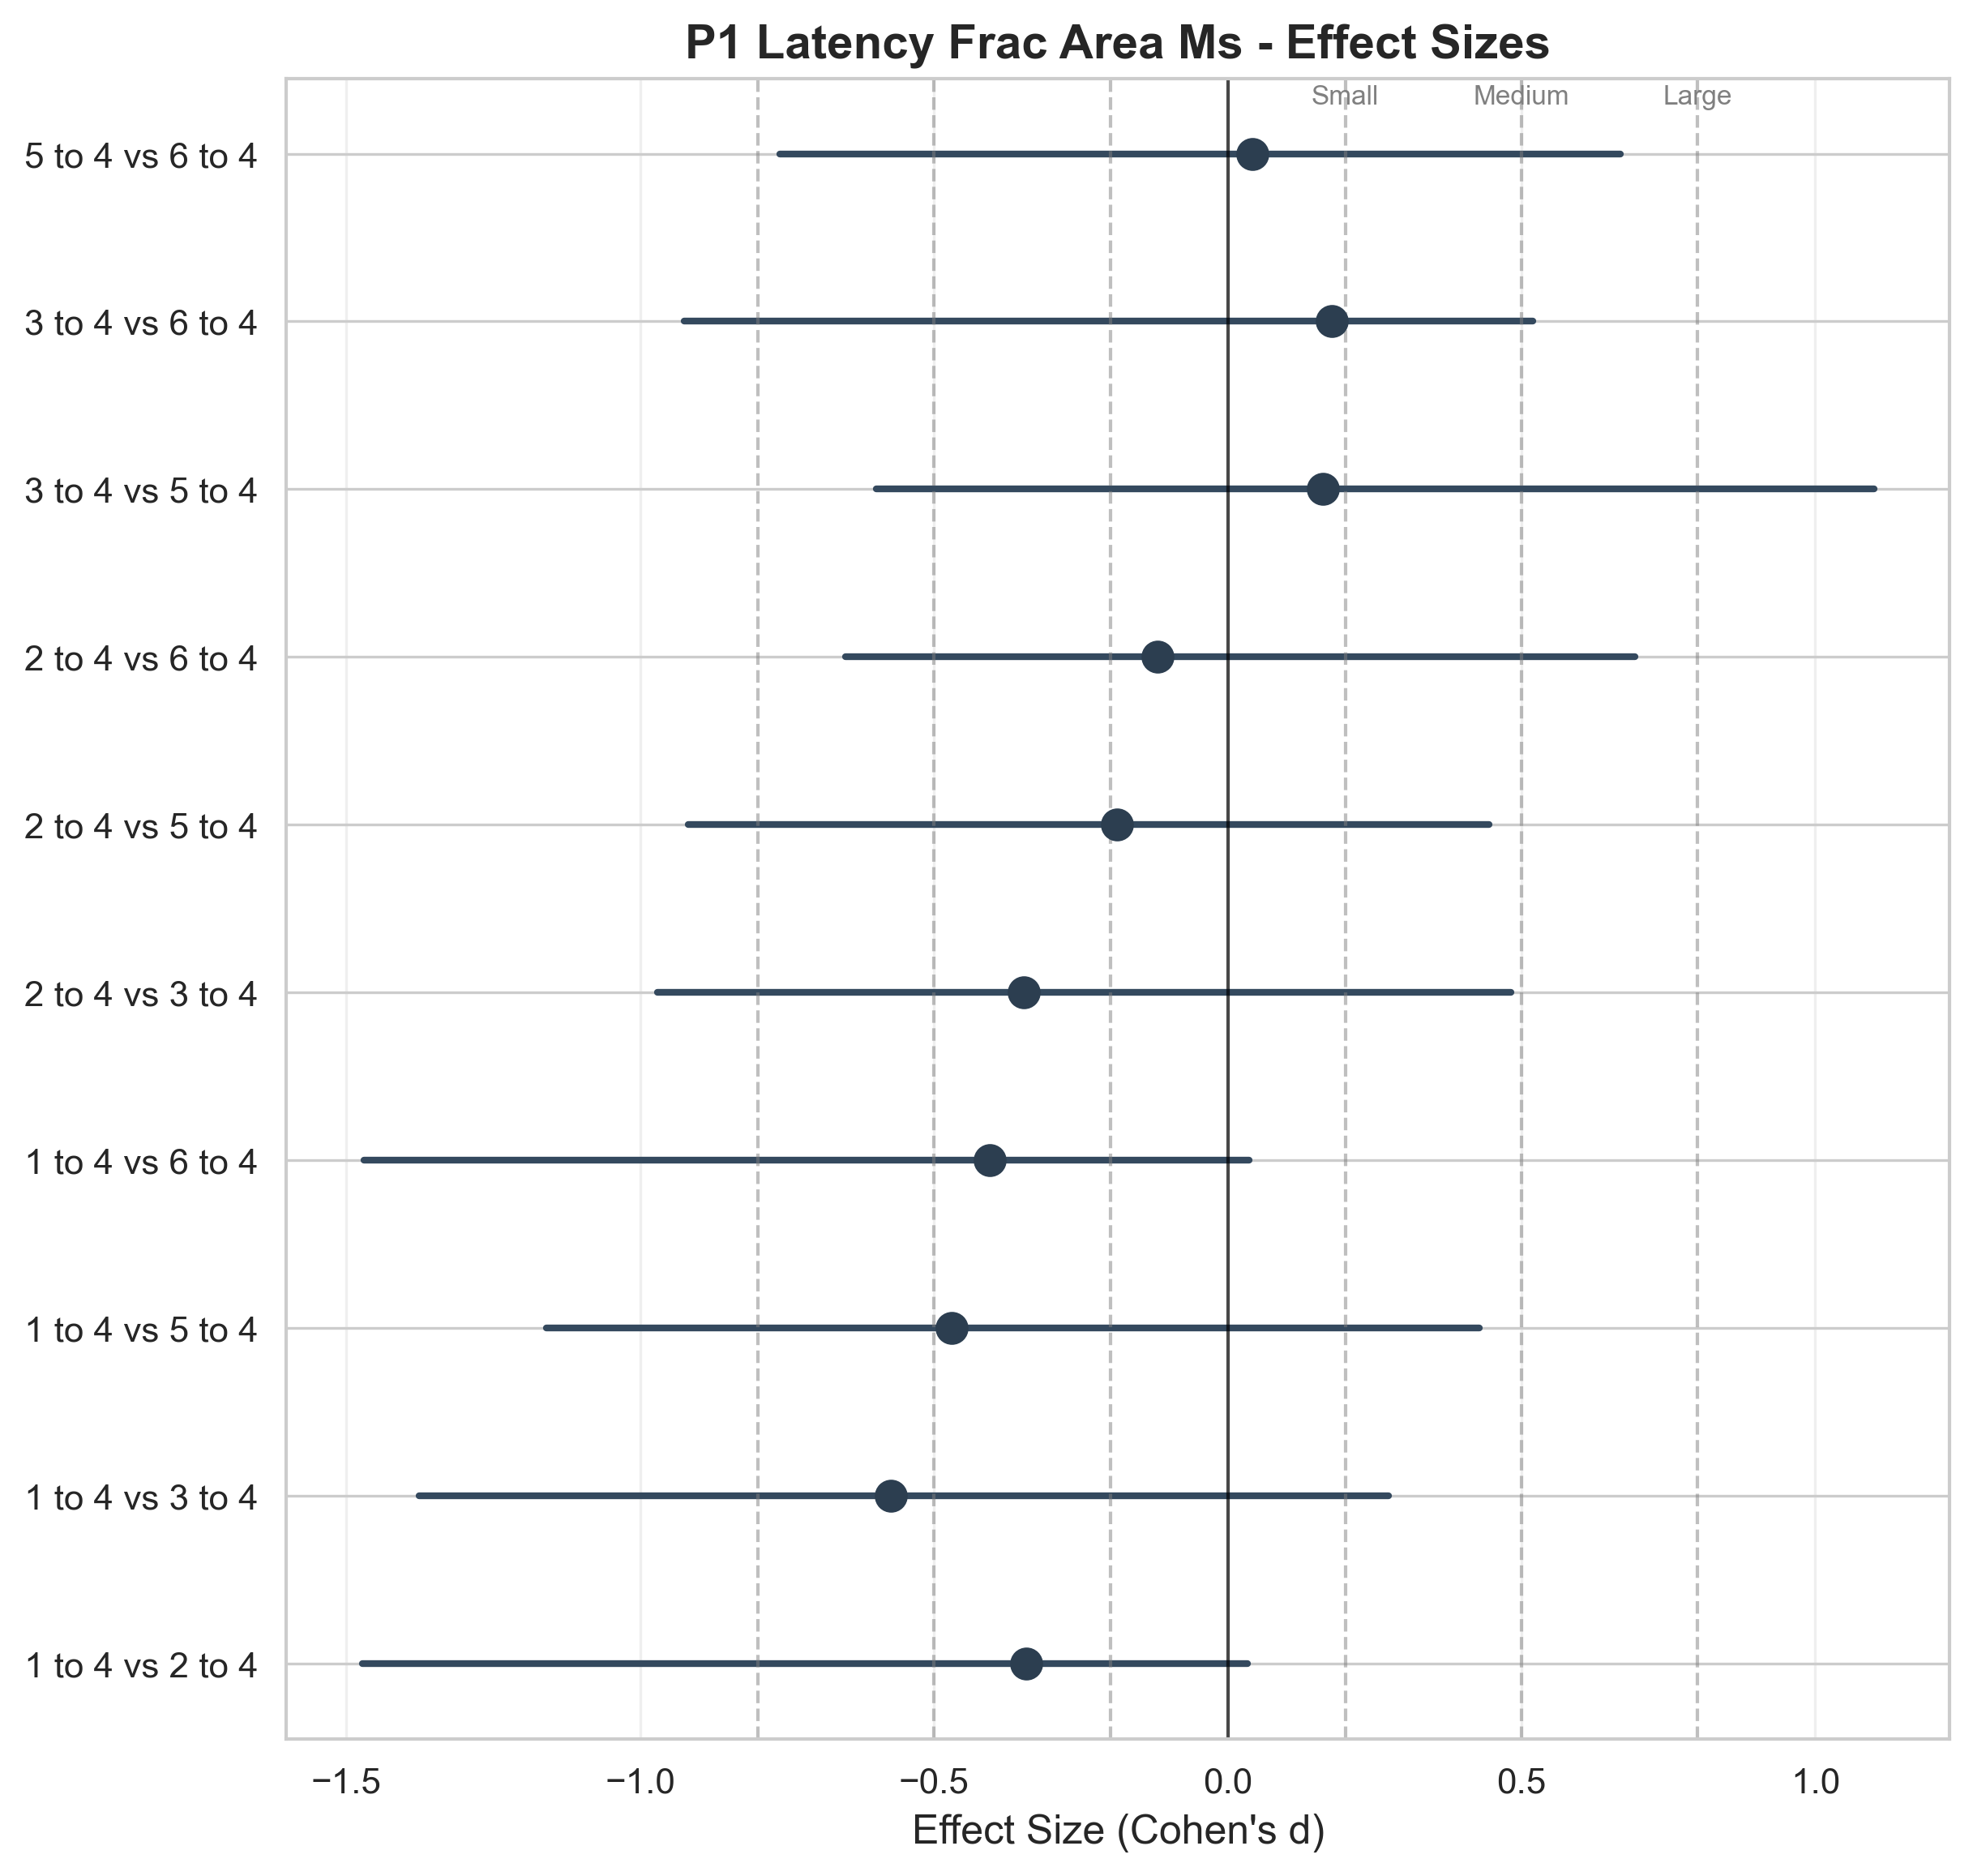 P1 Latency Frac Area Ms - Effect Sizes
Small Medium Large
5 to 4 vs 6 to 4
3 to 4 vs 6 to 4
3 to 4 vs 5 to 4
2 to 4 vs 6 to 4
2 to 4 vs 5 to 4
2 to 4 vs 3 to 4
1 to 4 vs 6 to 4
1 to 4 vs 5 to 4
1 to 4 vs 3 to 4
1 to 4 vs 2 to 4
−1.5 −1.0 −0.5 0.0 0.5 1.0
Effect Size (Cohen's d)